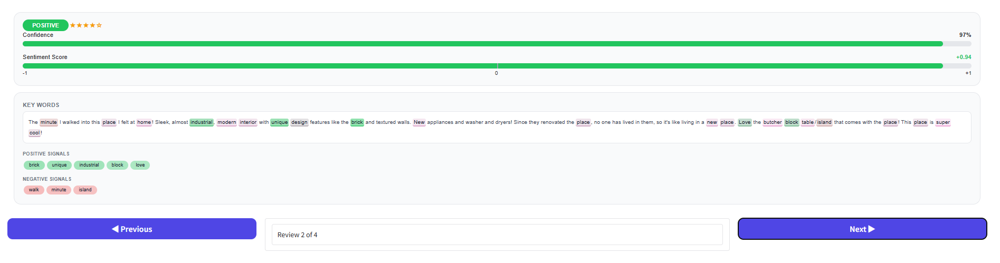 POSITIVE ★★★★☆
Confidence 97%
Sentiment Score +0.94
-1 0 +1
KEY WORDS
The minute I walked into this place I felt at home! Sleek, almost industrial, modern interior with unique design features like the brick and textured walls. New appliances and washer and dryers! Since they renovated the place, no one has lived in them, so it's like living in a new place. Love the butcher block table/island that comes with the place! This place is super
cool!
POSITIVE SIGNALS
brick unique industrial block love
NEGATIVE SIGNALS
walk minute island
◀ Previous Review 2 of 4 Next ▶